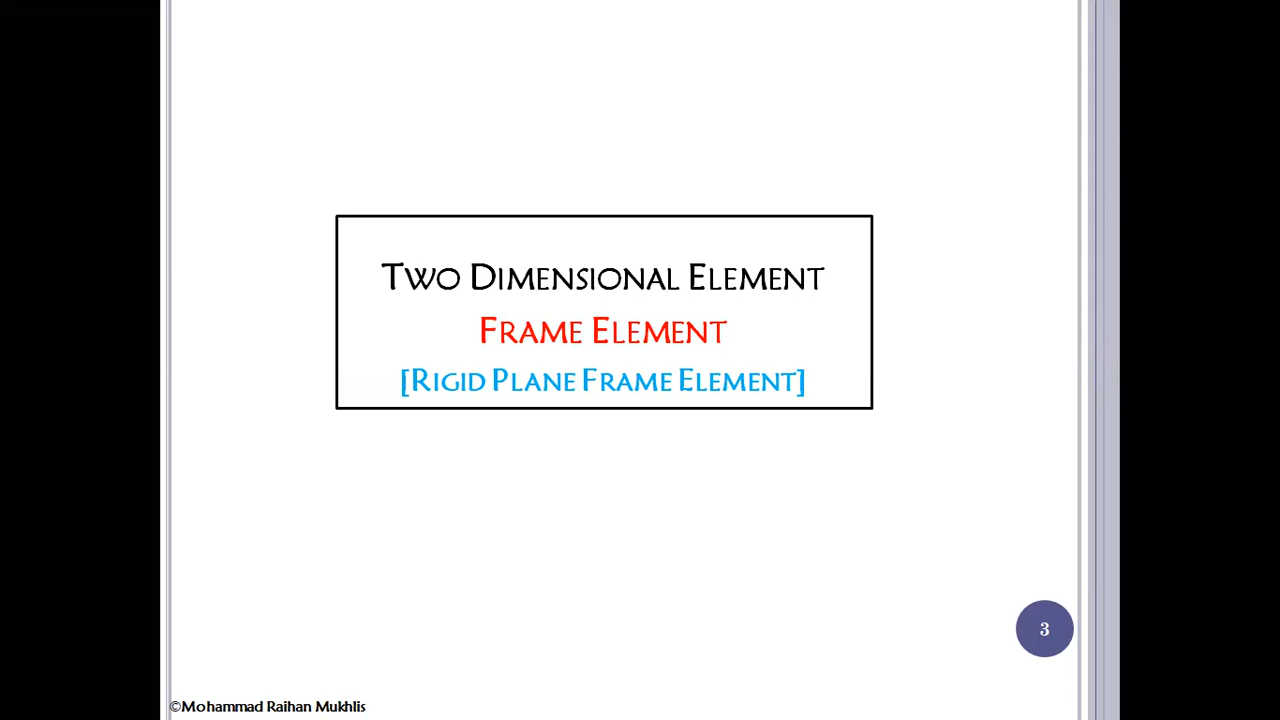 Two Dimensional Element
Frame Element
[Rigid Plane Frame Element]
3
©Mohammad Raihan Mukhlis